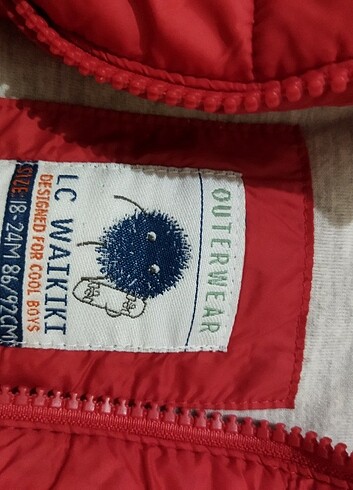 OUTERWEAR
LC WAIKIKI
DESIGNED FOR COOL BOYS
SIZE 18-24M 86/92CM